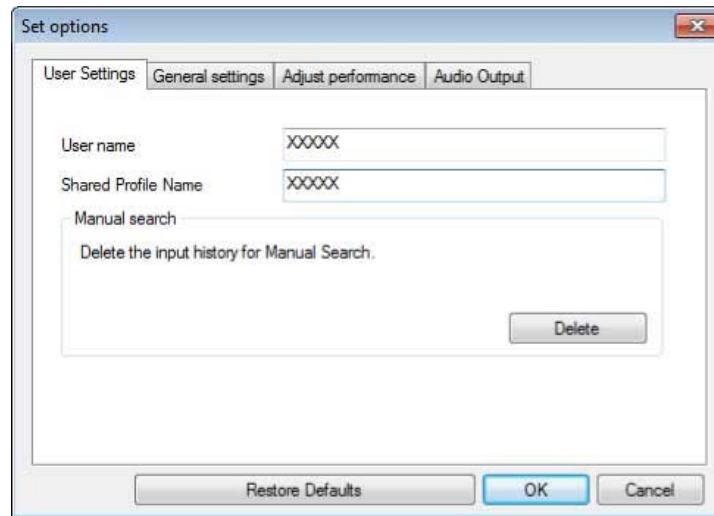 Set options
User Settings General settings Adjust performance Audio Output
User name XXXXX
Shared Profile Name XXXXX
Manual search
Delete the input history for Manual Search.
Delete
Restore Defaults OK Cancel